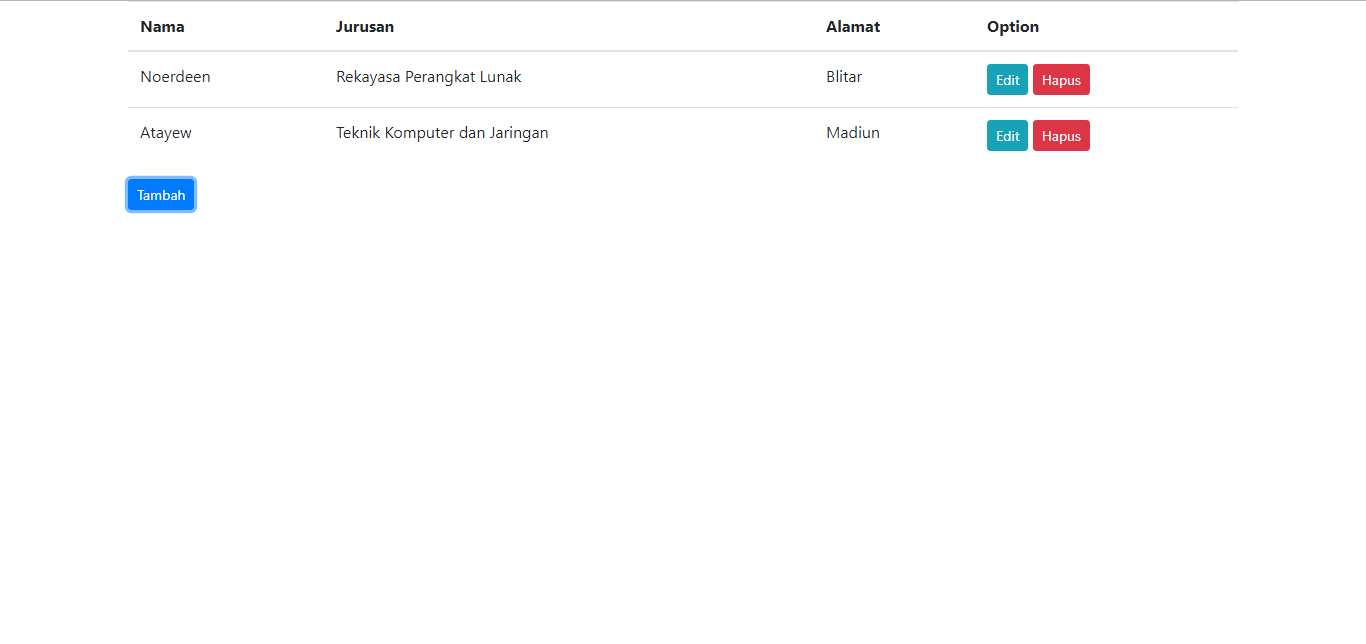 Nama Jurusan Alamat Option
Noerdeen Rekayasa Perangkat Lunak Blitar Edit Hapus
Atayew Teknik Komputer dan Jaringan Madiun Edit Hapus
Tambah